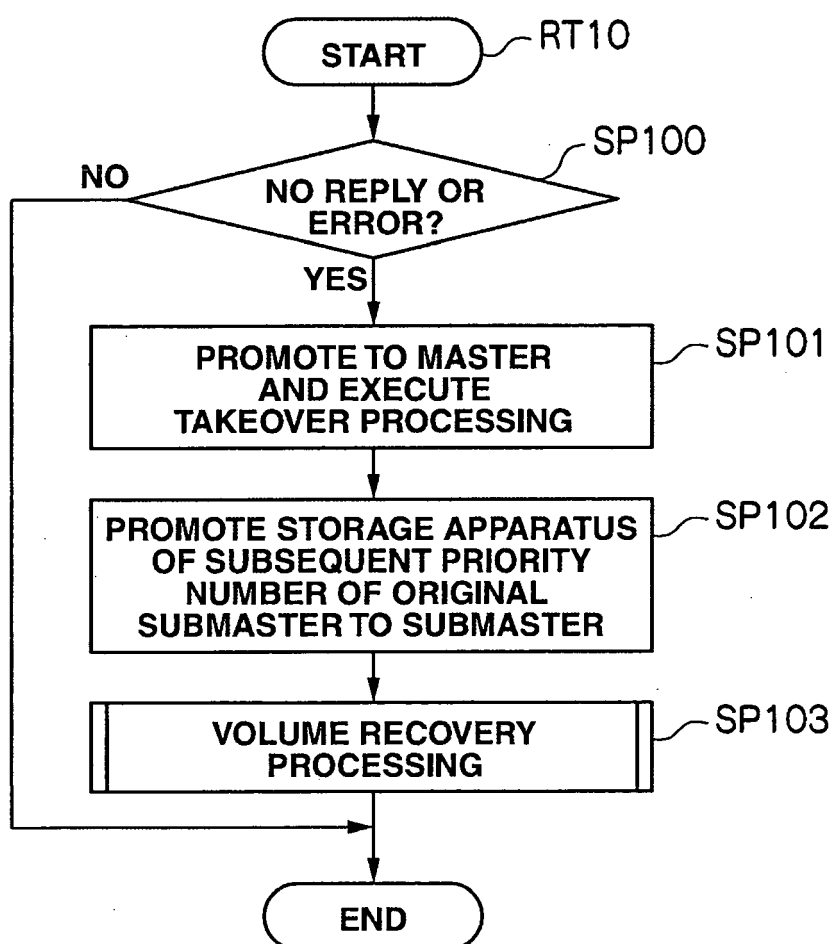 START
RT10
SP100
NO
NO REPLY OR
ERROR?
YES
SP101
PROMOTE TO MASTER
AND EXECUTE
TAKEOVER PROCESSING
SP102
PROMOTE STORAGE APPARATUS
OF SUBSEQUENT PRIORITY
NUMBER OF ORIGINAL
SUBMASTER TO SUBMASTER
SP103
VOLUME RECOVERY
PROCESSING
END